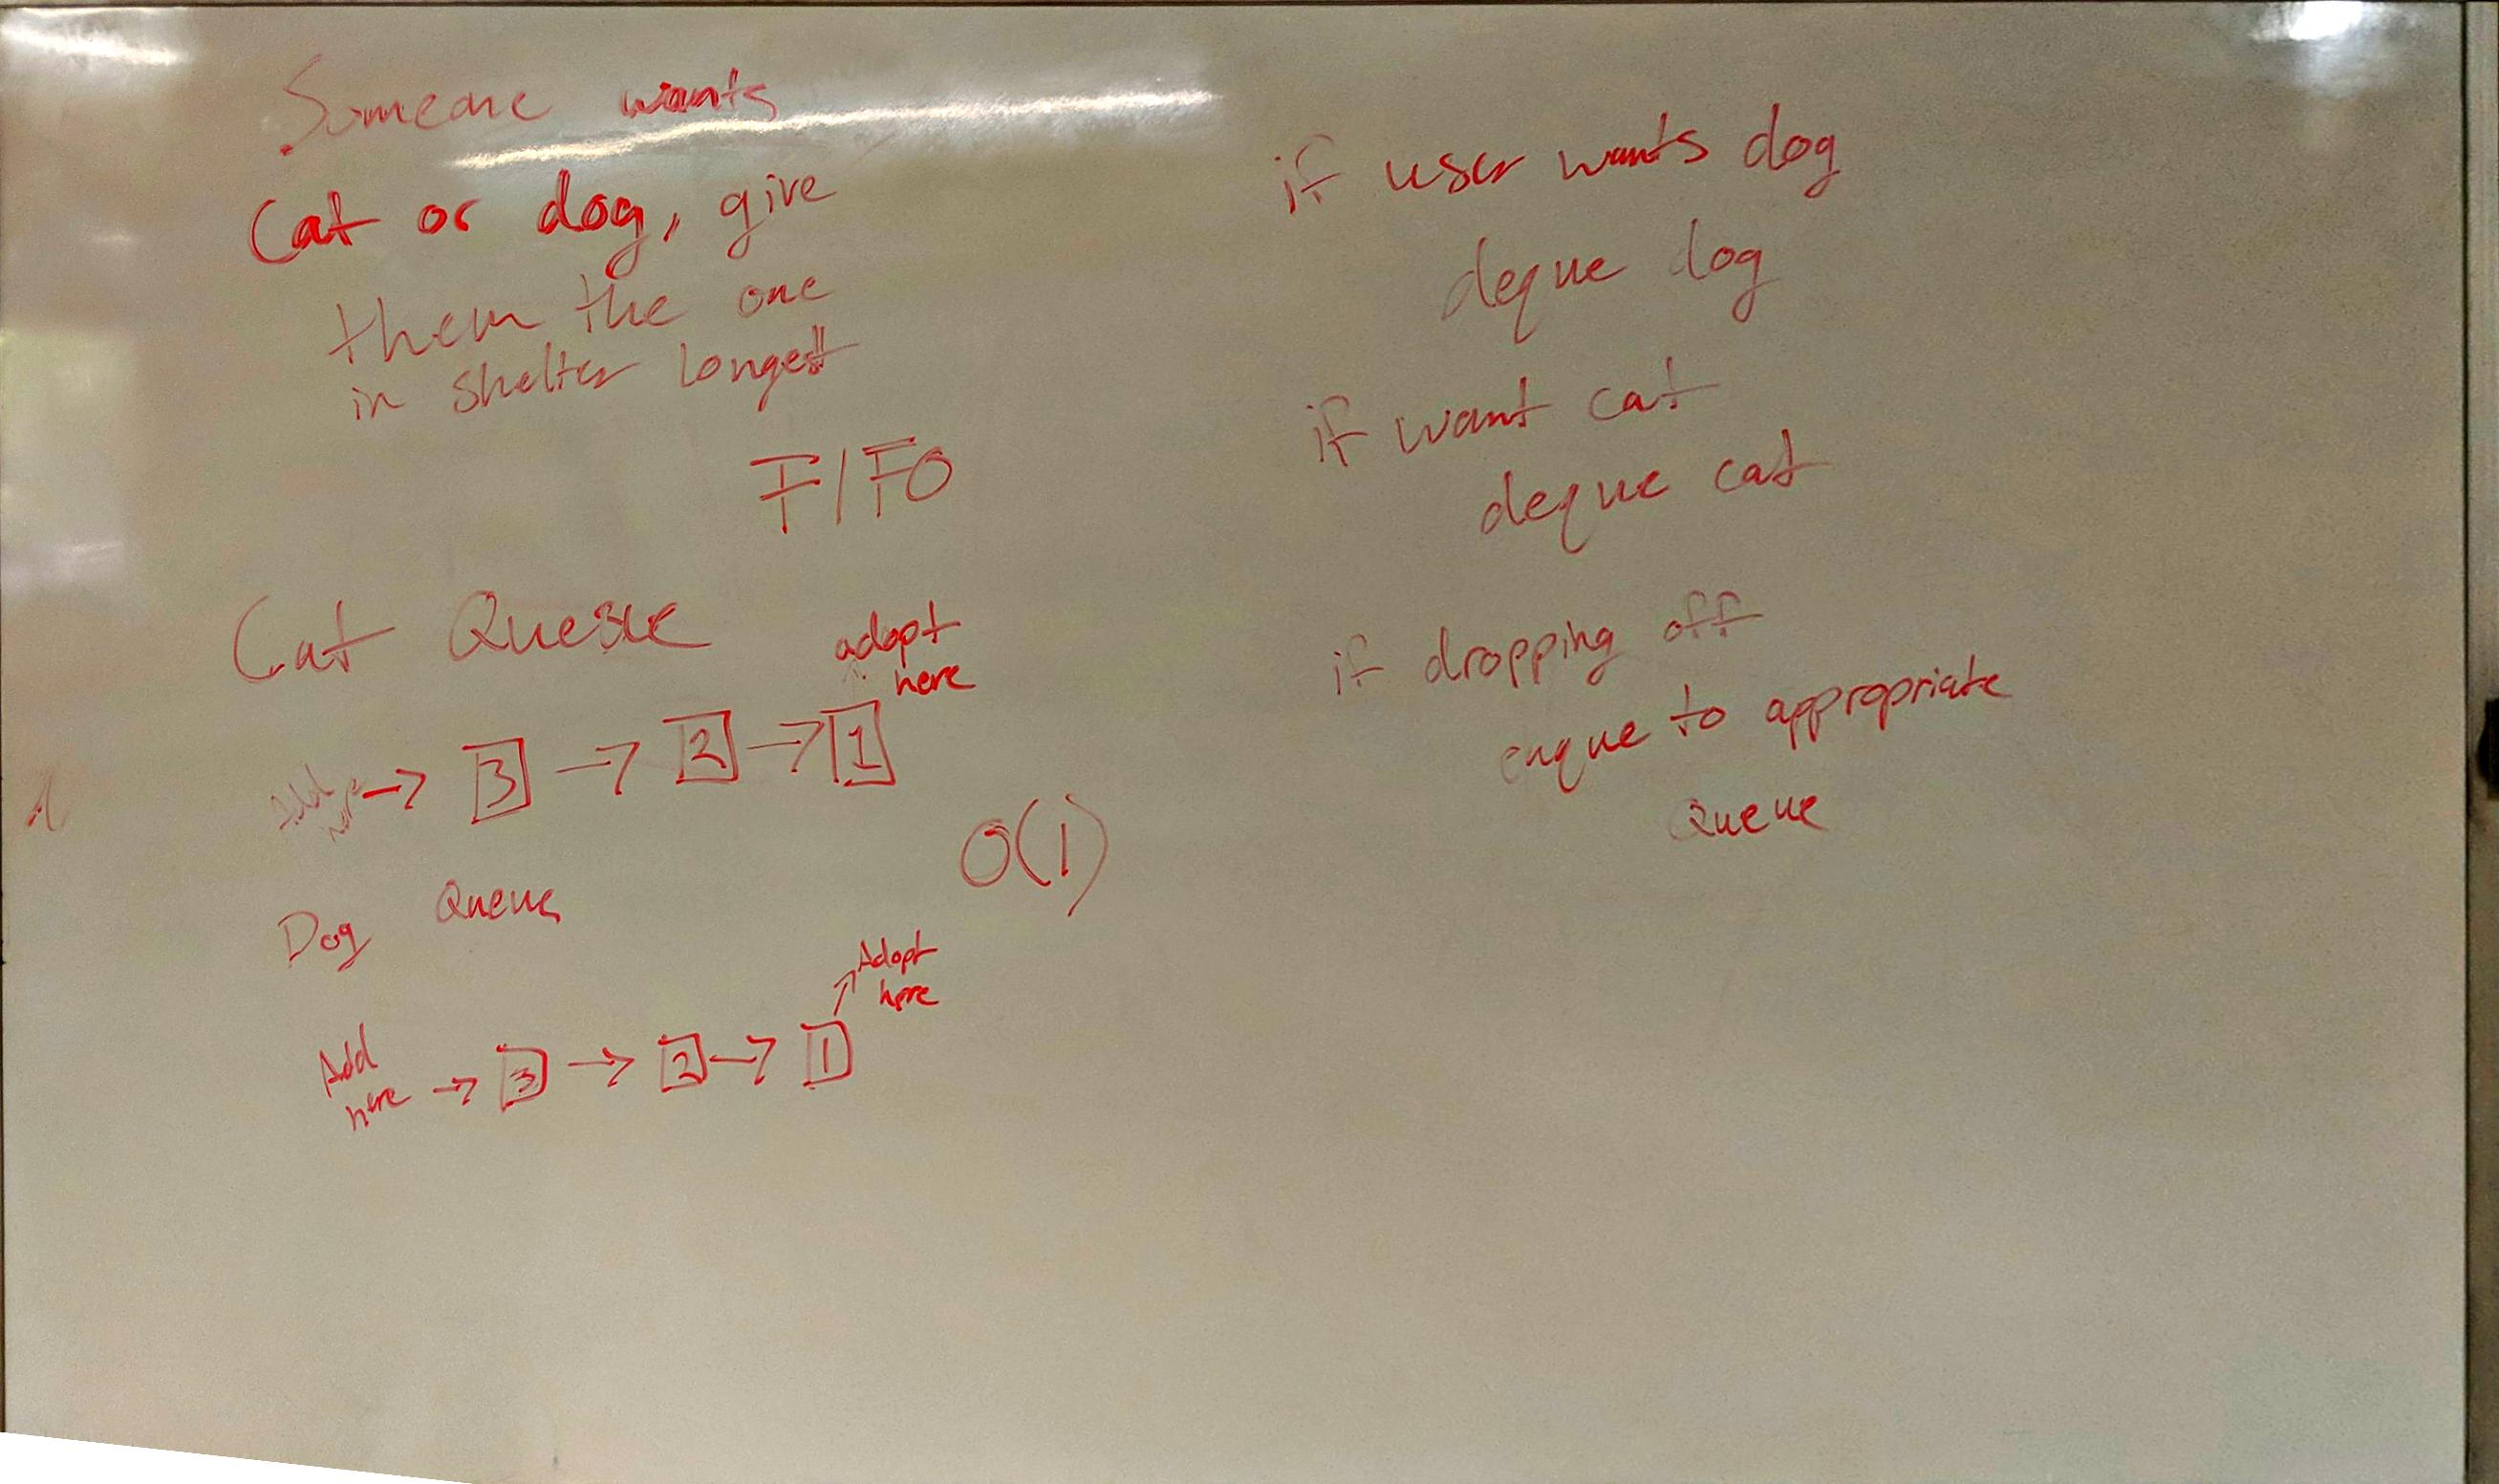 Someone wants
Cat or dog, give
them the one
in shelter longest
FIFO
Cat Queue
adopt
here
Add
here → 3 → 2 → 1
O(1)
Dog Queue
Adopt
here
Add
here → 3 → 2 → 1
if user wants dog
deque dog
if want cat
deque cat
if dropping off
enque to appropriate
Queue